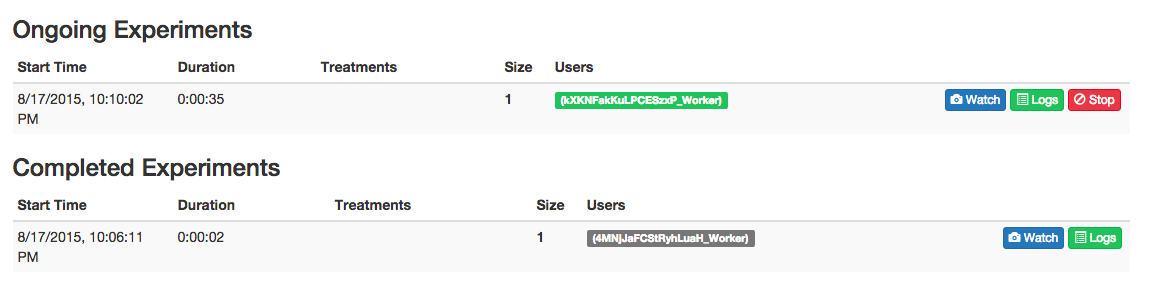 Ongoing Experiments
Start Time Duration Treatments Size Users
8/17/2015, 10:10:02 PM 0:00:35 1 (kXKNFakKuLPCESzxP_Worker) Watch Logs Stop
Completed Experiments
Start Time Duration Treatments Size Users
8/17/2015, 10:06:11 PM 0:00:02 1 (4MNjJaFCStRyhLuaH_Worker) Watch Logs